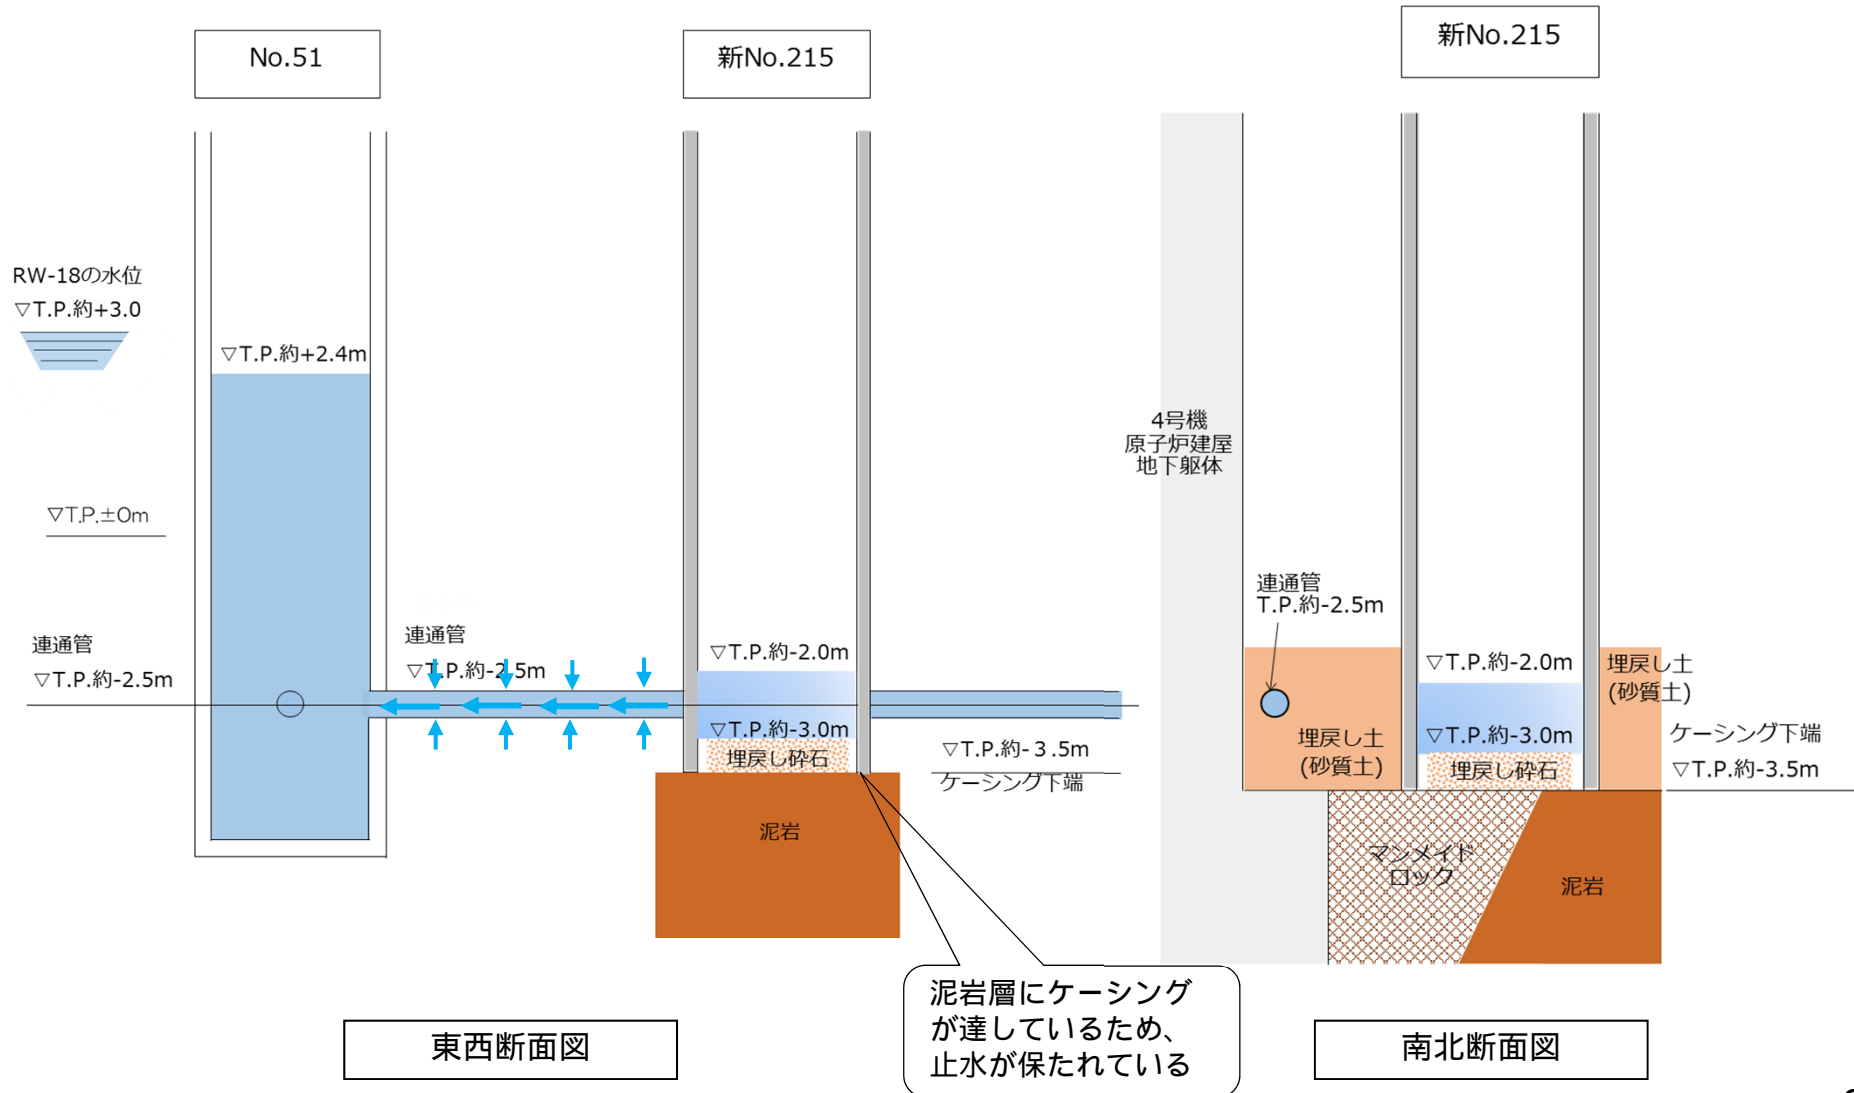 No.51
新No.215
RW-18の水位
▽T.P.約+3.0
▽T.P.約+2.4m
▽T.P.±0m
連通管
▽T.P.約-2.5m
連通管
▽T.P.約-2.5m
▽T.P.約-2.0m
▽T.P.約-3.0m
埋戻し砕石
▽T.P.約-３.5m
ケーシング下端
泥岩
泥岩層にケーシング
が達しているため、
止水が保たれている
東西断面図
新No.215
4号機
原子炉建屋
地下躯体
連通管
T.P.約-2.5m
▽T.P.約-2.0m
埋戻し土
(砂質土)
埋戻し土
(砂質土)
▽T.P.約-3.0m
埋戻し砕石
ケーシング下端
▽T.P.約-3.5m
マンメイド
ロック
泥岩
南北断面図